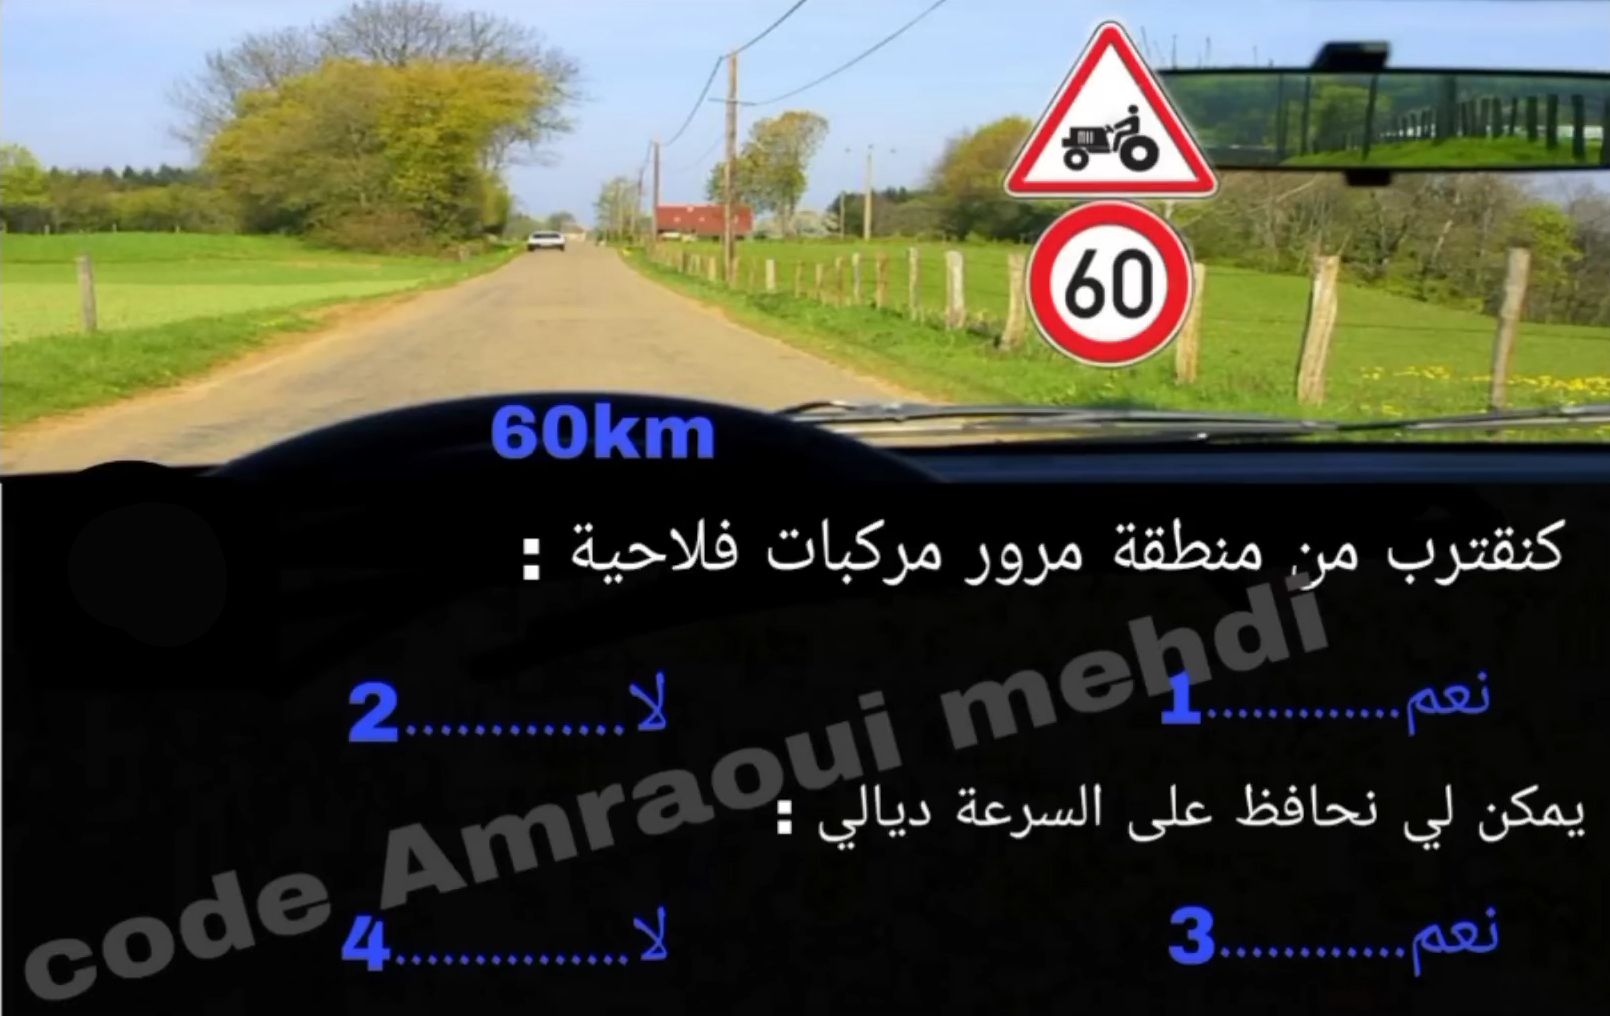 60
60km
كنقترب من منطقة مرور مركبات فلاحية :
نعم............1 لا.............2
يمكن لي نحافظ على السرعة ديالي :
نعم............3 لا...............4
code Amraoui mehdi